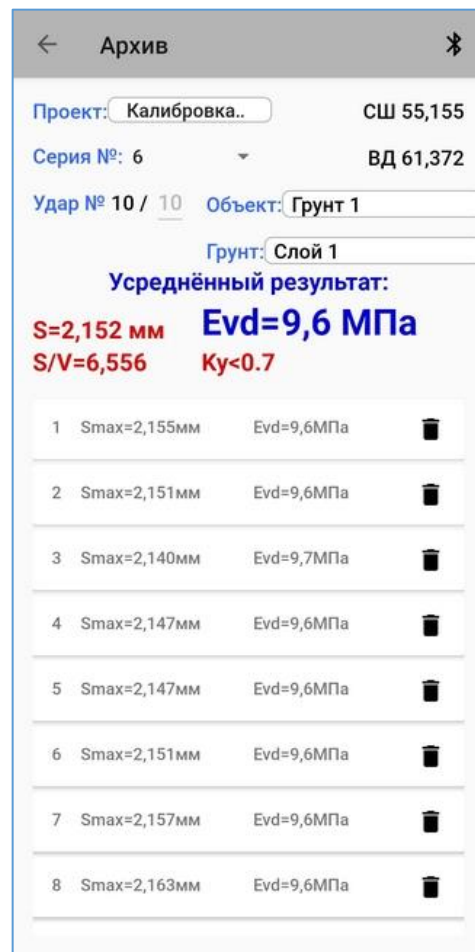 Архив
Проект: Калибровка.. СШ 55,155
Серия №: 6 ВД 61,372
Удар № 10 / 10 Объект: Грунт 1
Грунт: Слой 1
Усреднённый результат:
S=2,152 мм Evd=9,6 МПа
S/V=6,556 Ky<0.7
1 Smax=2,155мм Evd=9,6МПа
2 Smax=2,151мм Evd=9,6МПа
3 Smax=2,140мм Evd=9,7МПа
4 Smax=2,147мм Evd=9,6МПа
5 Smax=2,147мм Evd=9,6МПа
6 Smax=2,151мм Evd=9,6МПа
7 Smax=2,157мм Evd=9,6МПа
8 Smax=2,163мм Evd=9,6МПа